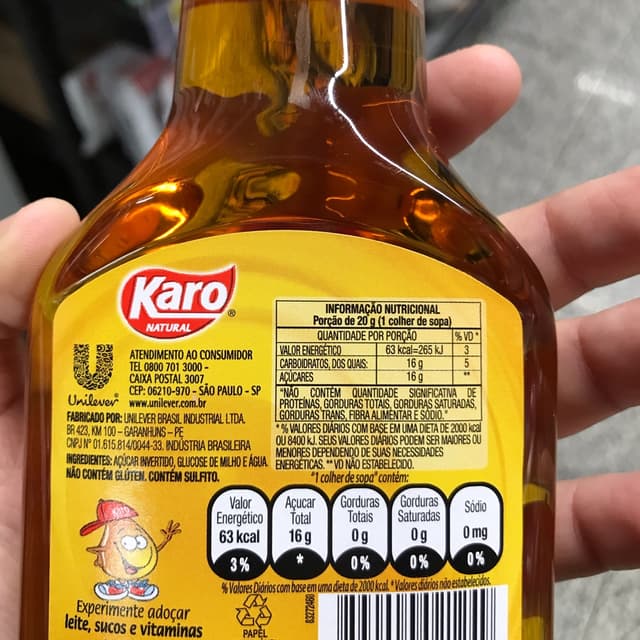 Karo®
NATURAL
Unilever
ATENDIMENTO AO CONSUMIDOR
TEL 0800 701 3000 -
CAIXA POSTAL 3007
CEP: 06210-970 - SÃO PAULO - SP
www.unilever.com.br
FABRICADO POR: UNILEVER BRASIL INDUSTRIAL LTDA.
BR 423, KM 100 – GARANHUNS – PE
CNPJ Nº 01.615.814/0044-33. INDÚSTRIA BRASILEIRA
INGREDIENTES: AÇÚCAR INVERTIDO, GLUCOSE DE MILHO E ÁGUA.
NÃO CONTÉM GLÚTEN. CONTÉM SULFITO.
INFORMAÇÃO NUTRICIONAL
Porção de 20 g (1 colher de sopa)
QUANTIDADE POR PORÇÃO % VD *
VALOR ENERGÉTICO 63 kcal=265 kJ 3
CARBOIDRATOS, DOS QUAIS: 16 g 5
AÇÚCARES 16 g **
"NÃO CONTÉM QUANTIDADE SIGNIFICATIVA DE
PROTEÍNAS, GORDURAS TOTAIS, GORDURAS SATURADAS,
GORDURAS TRANS, FIBRA ALIMENTAR E SÓDIO."
* % VALORES DIÁRIOS COM BASE EM UMA DIETA DE 2000 kcal
OU 8400 kJ. SEUS VALORES DIÁRIOS PODEM SER MAIORES OU
MENORES DEPENDENDO DE SUAS NECESSIDADES
ENERGÉTICAS. ** VD NÃO ESTABELECIDO.
"1 colher de sopa" contém:
Valor Energético 63 kcal 3%
Açucar Total 16 g *
Gorduras Totais 0 g 0%
Gorduras Saturadas 0 g 0%
Sódio 0 mg 0%
% Valores Diários com base em uma dieta de 2000 kcal. * Valores diários não estabelecidos.
Experimente adoçar
leite, sucos e vitaminas
PAPEL